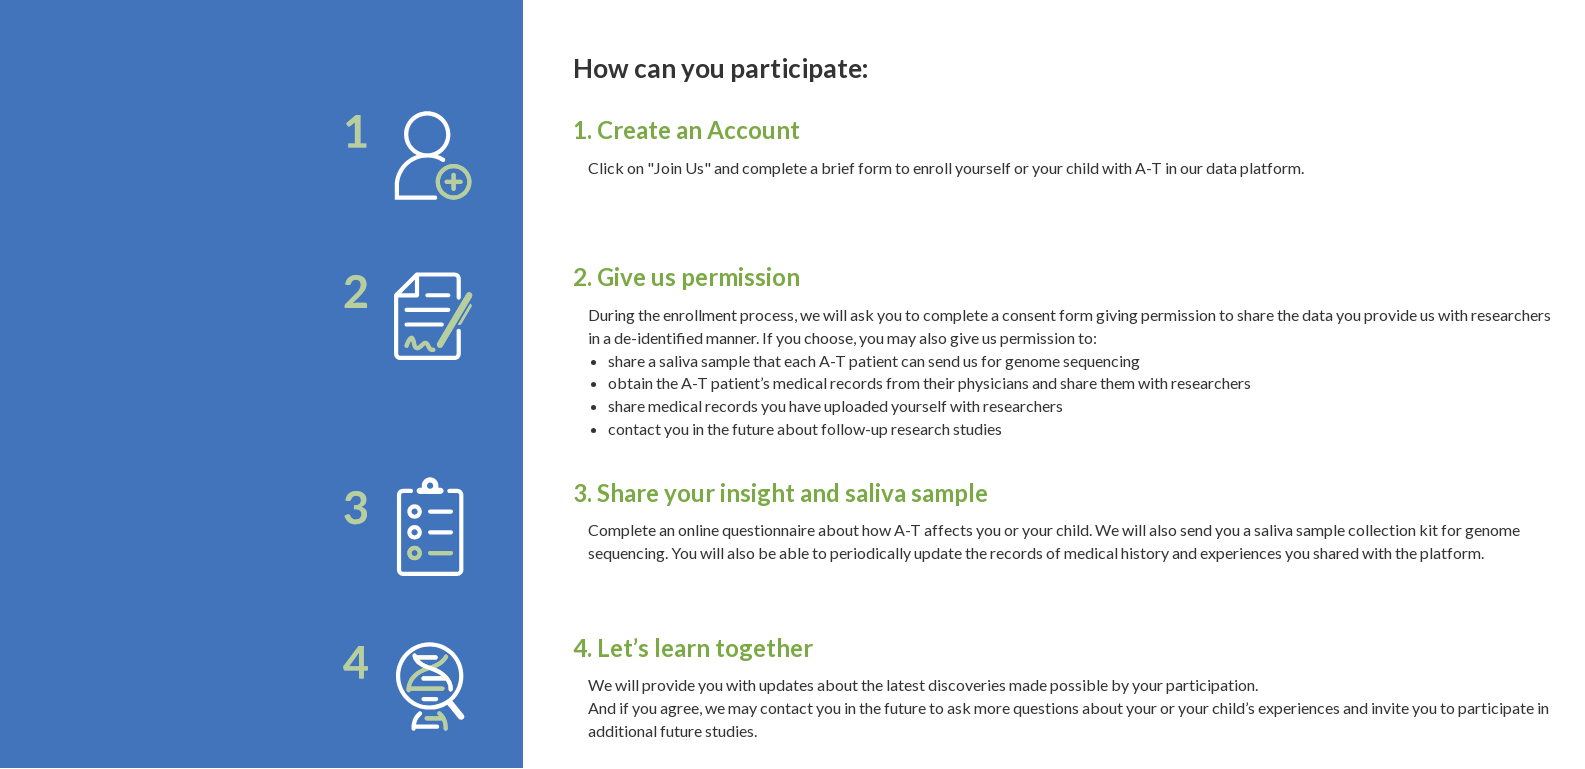 How can you participate:
1
1. Create an Account
Click on "Join Us" and complete a brief form to enroll yourself or your child with A-T in our data platform.
2
2. Give us permission
During the enrollment process, we will ask you to complete a consent form giving permission to share the data you provide us with researchers
in a de-identified manner. If you choose, you may also give us permission to:
• share a saliva sample that each A-T patient can send us for genome sequencing
• obtain the A-T patient’s medical records from their physicians and share them with researchers
• share medical records you have uploaded yourself with researchers
• contact you in the future about follow-up research studies
3
3. Share your insight and saliva sample
Complete an online questionnaire about how A-T affects you or your child. We will also send you a saliva sample collection kit for genome
sequencing. You will also be able to periodically update the records of medical history and experiences you shared with the platform.
4
4. Let’s learn together
We will provide you with updates about the latest discoveries made possible by your participation.
And if you agree, we may contact you in the future to ask more questions about your or your child’s experiences and invite you to participate in
additional future studies.